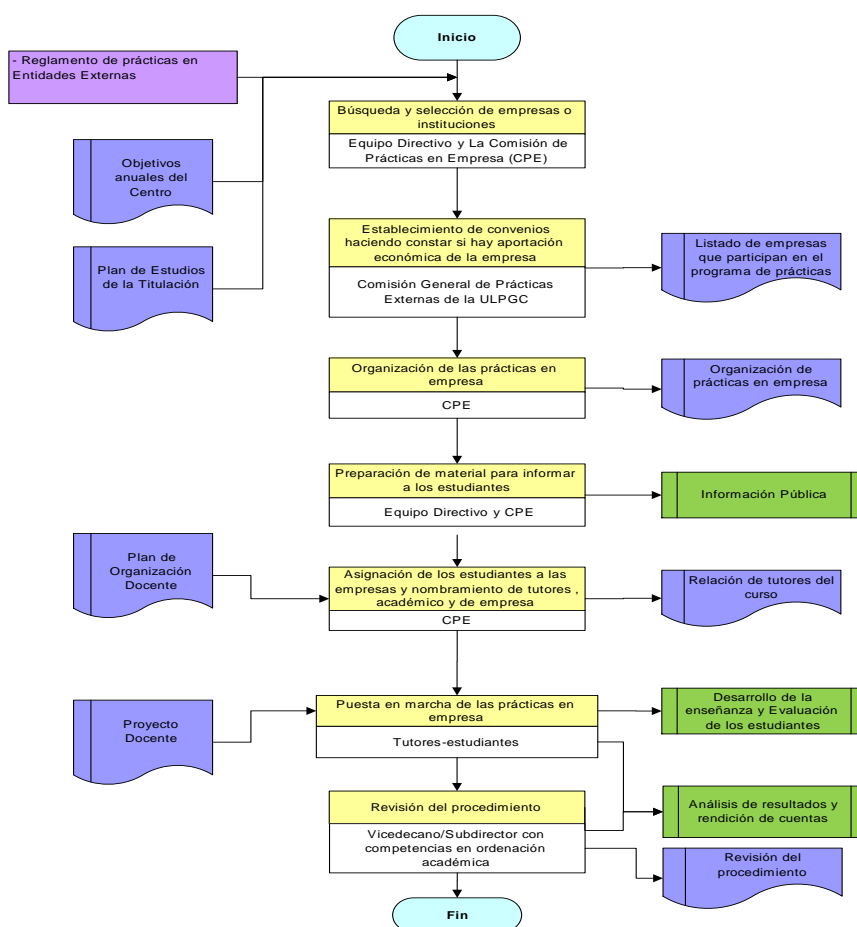 Inicio
- Reglamento de prácticas en
Entidades Externas
Búsqueda y selección de empresas o
instituciones
Equipo Directivo y La Comisión de
Prácticas en Empresa (CPE)
Objetivos
anuales del
Centro
Plan de Estudios
de la Titulación
Establecimiento de convenios
haciendo constar si hay aportación
económica de la empresa
Comisión General de Prácticas
Externas de la ULPGC
Listado de empresas
que participan en el
programa de prácticas
Organización de las prácticas en
empresa
CPE
Organización de
prácticas en empresa
Preparación de material para informar
a los estudiantes
Equipo Directivo y CPE
Información Pública
Plan de
Organización
Docente
Asignación de los estudiantes a las
empresas y nombramiento de tutores ,
académico y de empresa
CPE
Relación de tutores del
curso
Proyecto
Docente
Puesta en marcha de las prácticas en
empresa
Tutores-estudiantes
Desarrollo de la
enseñanza y Evaluación
de los estudiantes
Revisión del procedimiento
Vicedecano/Subdirector con
competencias en ordenación
académica
Análisis de resultados y
rendición de cuentas
Revisión del
procedimiento
Fin